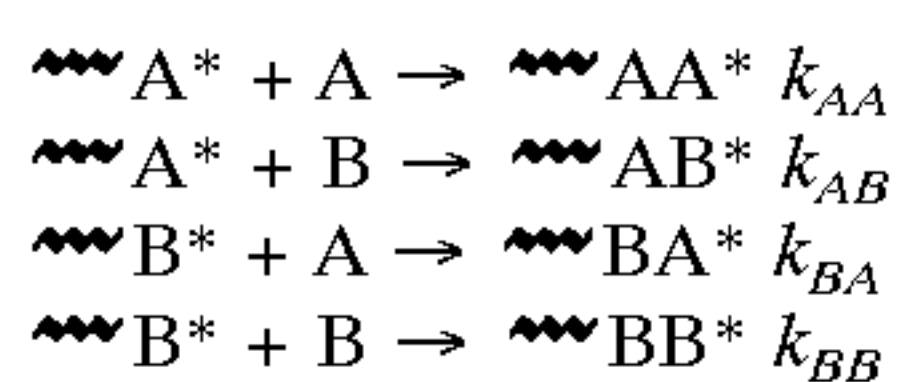 A* + A → AA* k_AA
A* + B → AB* k_AB
B* + A → BA* k_BA
B* + B → BB* k_BB